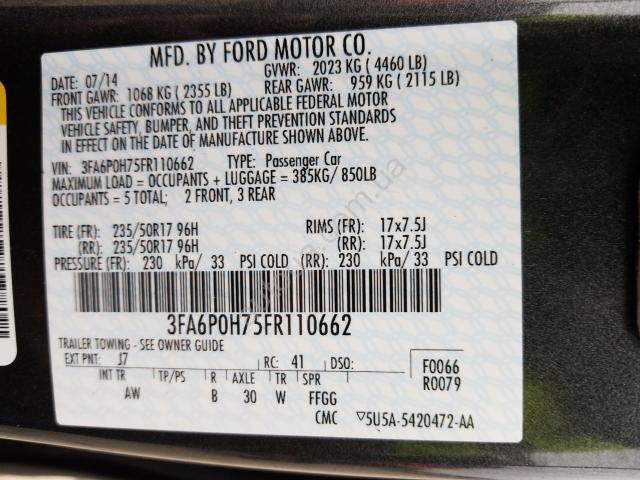 MFD. BY FORD MOTOR CO.
DATE: 07/14 GVWR: 2023 KG ( 4460 LB)
FRONT GAWR: 1068 KG ( 2355 LB) REAR GAWR: 959 KG ( 2115 LB)
THIS VEHICLE CONFORMS TO ALL APPLICABLE FEDERAL MOTOR
VEHICLE SAFETY, BUMPER, AND THEFT PREVENTION STANDARDS
IN EFFECT ON THE DATE OF MANUFACTURE SHOWN ABOVE.
VIN: 3FA6P0H75FR110662 TYPE: Passenger Car
MAXIMUM LOAD = OCCUPANTS + LUGGAGE = 385KG/ 850LB
OCCUPANTS = 5 TOTAL; 2 FRONT, 3 REAR
TIRE (FR): 235/50R17 96H RIMS (FR): 17x7.5J
(RR): 235/50R17 96H (RR): 17x7.5J
PRESSURE (FR): 230 kPa/ 33 PSI COLD (RR): 230 kPa/33 PSI COLD
3FA6P0H75FR110662
TRAILER TOWING - SEE OWNER GUIDE
EXT PNT: J7 RC: 41 DSO: F0066
INT TR TP/PS R AXLE TR SPR R0079
AW B 30 W FFGG
CMC ▽5U5A-5420472-AA